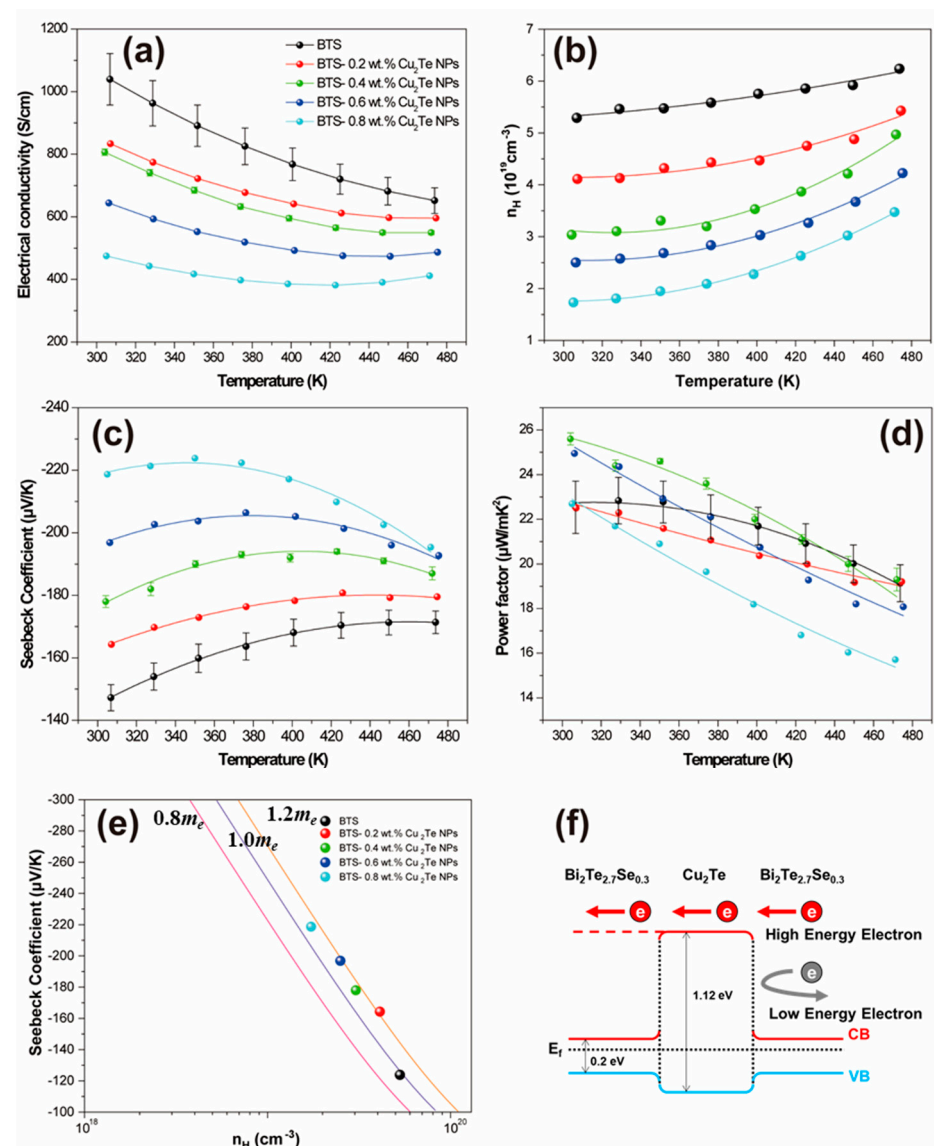 (a)
BTS
BTS- 0.2 wt.% Cu2Te NPs
BTS- 0.4 wt.% Cu2Te NPs
BTS- 0.6 wt.% Cu2Te NPs
BTS- 0.8 wt.% Cu2Te NPs
Electrical conductivity (S/cm)
1200
1000
800
600
400
200
300 320 340 360 380 400 420 440 460 480
Temperature (K)
(b)
nH (10^19 cm^-3)
7
6
5
4
3
2
1
300 320 340 360 380 400 420 440 460 480
Temperature (K)
(c)
Seebeck Coefficient (µV/K)
-240
-220
-200
-180
-160
-140
300 320 340 360 380 400 420 440 460 480
Temperature (K)
(d)
Power factor (µW/mK²)
26
24
22
20
18
16
14
300 320 340 360 380 400 420 440 460 480
Temperature (K)
(e)
0.8me
1.0me
1.2me
BTS
BTS- 0.2 wt.% Cu2Te NPs
BTS- 0.4 wt.% Cu2Te NPs
BTS- 0.6 wt.% Cu2Te NPs
BTS- 0.8 wt.% Cu2Te NPs
Seebeck Coefficient (µV/K)
-300
-280
-260
-240
-220
-200
-180
-160
-140
-120
-100
10^18 10^19 10^20
nH (cm^-3)
(f)
Bi2Te2.7Se0.3 Cu2Te Bi2Te2.7Se0.3
e e e
High Energy Electron
e
1.12 eV
Low Energy Electron
CB
Ef
0.2 eV
VB